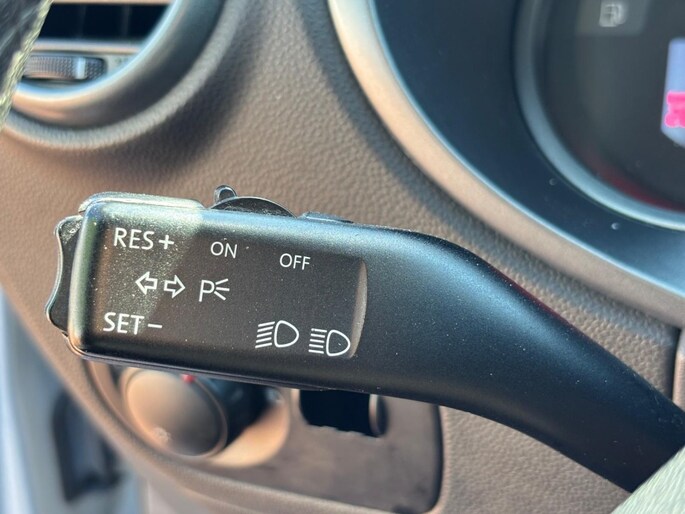 RES+ ON OFF
P
SET-